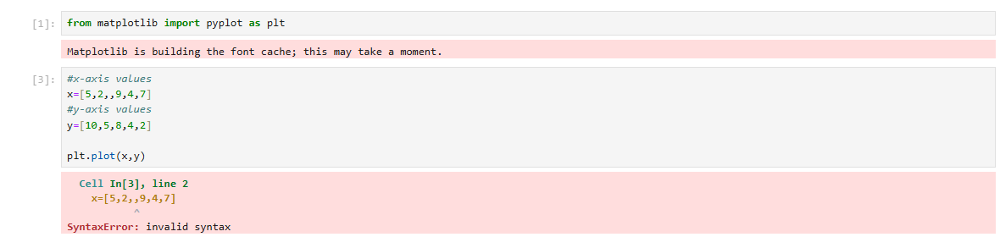 [1]: from matplotlib import pyplot as plt
Matplotlib is building the font cache; this may take a moment.
[3]: #x-axis values
x=[5,2,,9,4,7]
#y-axis values
y=[10,5,8,4,2]
plt.plot(x,y)
Cell In[3], line 2
x=[5,2,,9,4,7]
^
SyntaxError: invalid syntax